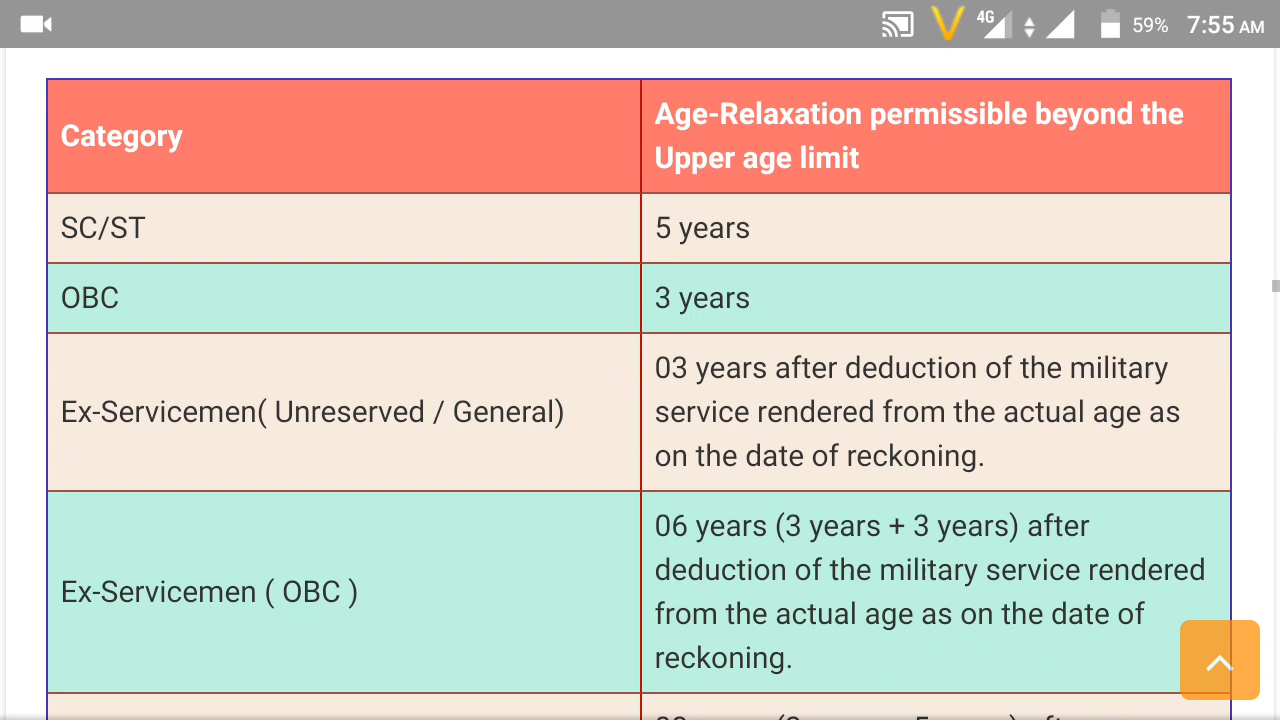 4G 59% 7:55 AM
Category
Age-Relaxation permissible beyond the
Upper age limit
SC/ST
5 years
OBC
3 years
Ex-Servicemen( Unreserved / General)
03 years after deduction of the military
service rendered from the actual age as
on the date of reckoning.
Ex-Servicemen ( OBC )
06 years (3 years + 3 years) after
deduction of the military service rendered
from the actual age as on the date of
reckoning.